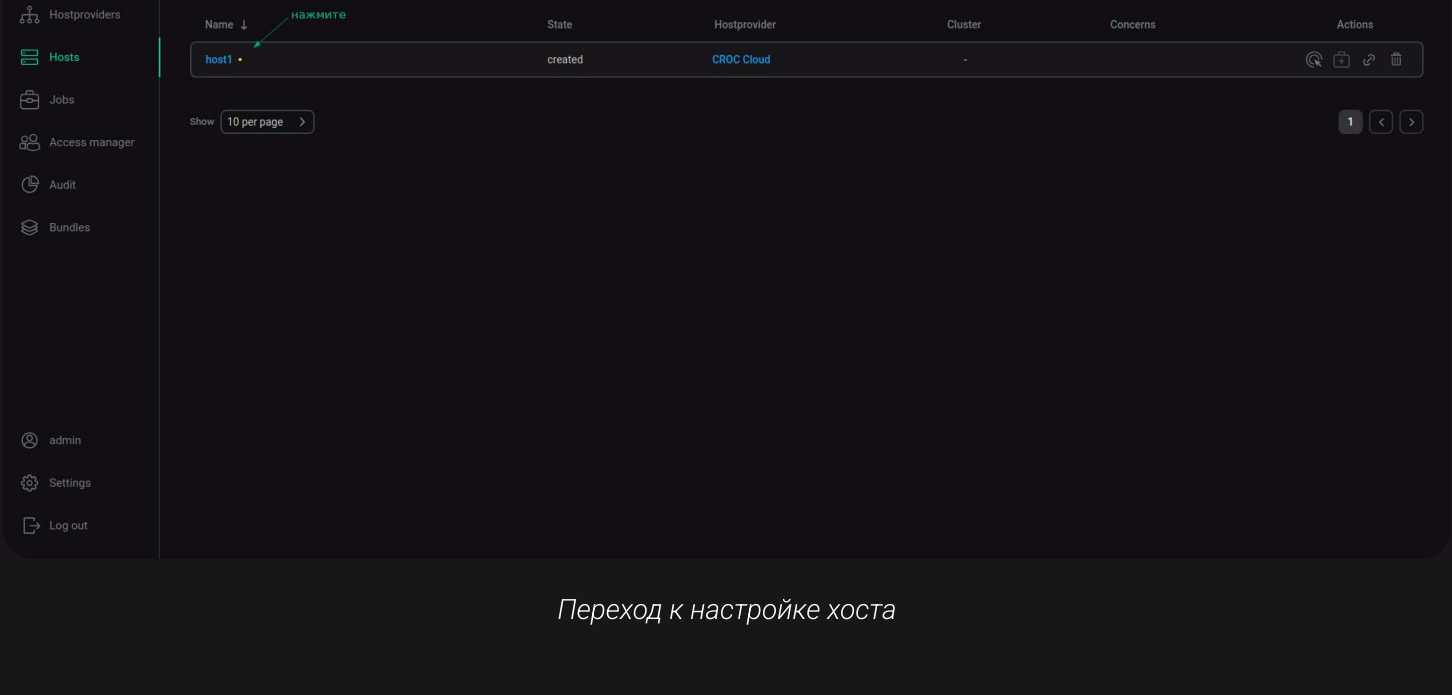 Hostproviders
Hosts
Jobs
Access manager
Audit
Bundles
admin
Settings
Log out
нажмите
Name ↓ State Hostprovider Cluster Concerns Actions
host1 created CROC Cloud -
Show 10 per page > 1 < >
Переход к настройке хоста